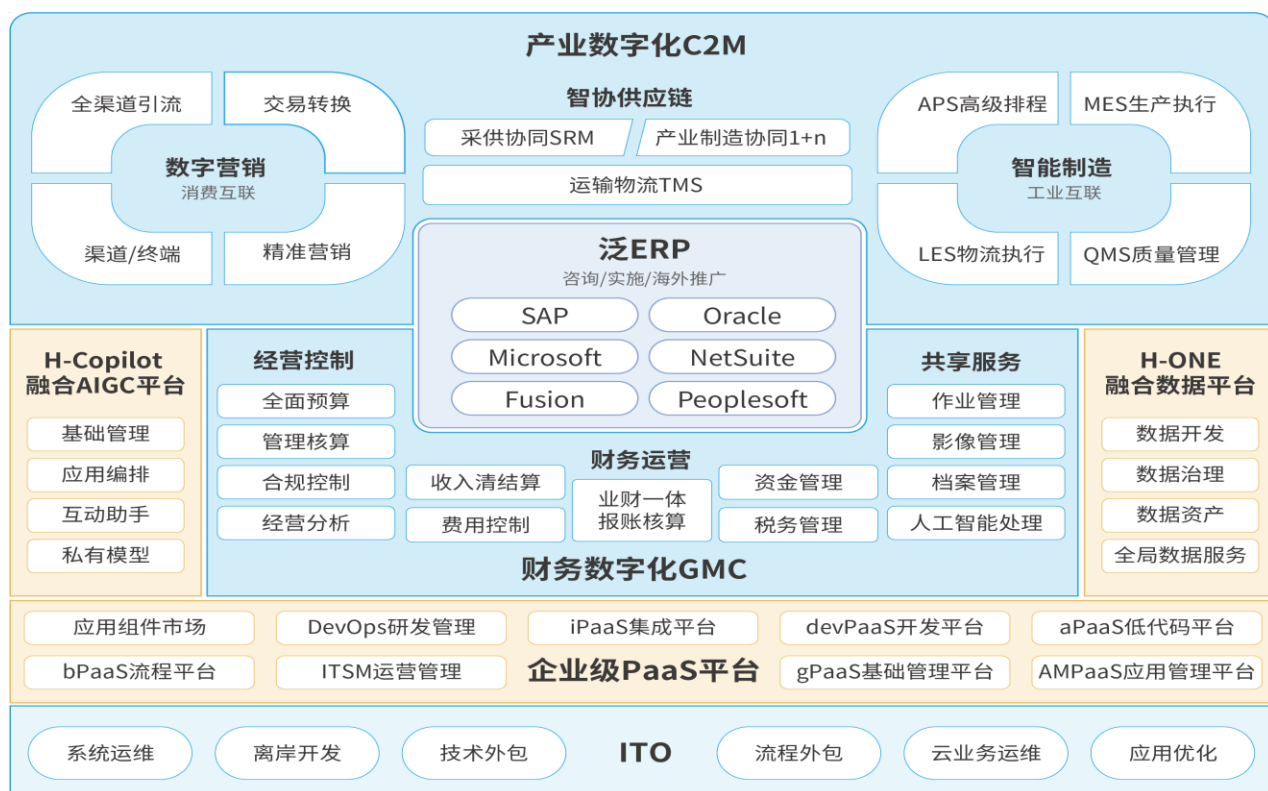 产业数字化C2M
全渠道引流
交易转换
数字营销
消费互联
渠道/终端
精准营销
智协供应链
采供协同SRM
产业制造协同1+n
运输物流TMS
APS高级排程
MES生产执行
智能制造
工业互联
LES物流执行
QMS质量管理
泛ERP
咨询/实施/海外推广
SAP
Oracle
Microsoft
NetSuite
Fusion
Peoplesoft
H-Copilot
融合AIGC平台
基础管理
应用编排
互动助手
私有模型
经营控制
全面预算
管理核算
合规控制
经营分析
财务运营
收入清结算
费用控制
业财一体
报账核算
资金管理
税务管理
共享服务
作业管理
影像管理
档案管理
人工智能处理
财务数字化GMC
H-ONE
融合数据平台
数据开发
数据治理
数据资产
全局数据服务
应用组件市场
DevOps研发管理
iPaaS集成平台
devPaaS开发平台
aPaaS低代码平台
bPaaS流程平台
ITSM运营管理
企业级PaaS平台
gPaaS基础管理平台
AMPaaS应用管理平台
系统运维
离岸开发
技术外包
ITO
流程外包
云业务运维
应用优化